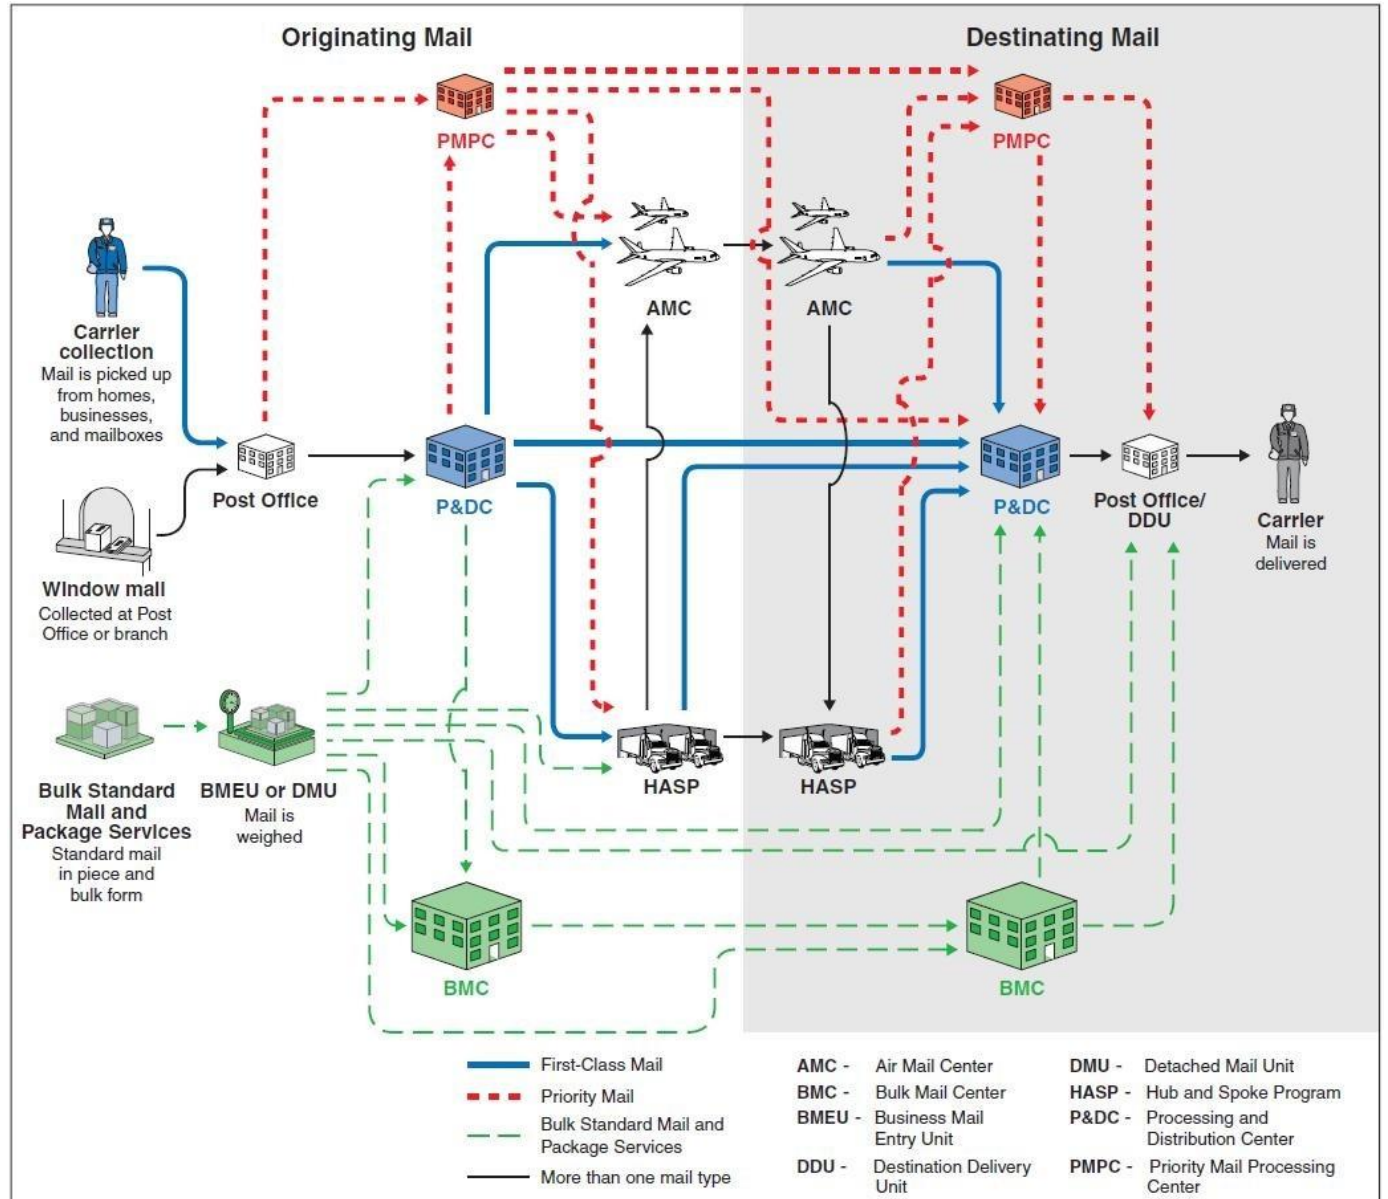 Originating Mail
Destinating Mail
PMPC
PMPC
AMC
AMC
Carrler
collection
Mail is picked up
from homes,
businesses,
and mailboxes
Post Office
P&DC
P&DC
Post Office/
DDU
Carrier
Mail is
delivered
WIndow mall
Collected at Post
Office or branch
HASP
HASP
Bulk Standard
Mall and
Package Services
Standard mail
in piece and
bulk form
BMEU or DMU
Mail is
weighed
BMC
BMC
First-Class Mail
Priority Mail
Bulk Standard Mail and
Package Services
More than one mail type
AMC - Air Mail Center
BMC - Bulk Mail Center
BMEU - Business Mail
Entry Unit
DDU - Destination Delivery
Unit
DMU - Detached Mail Unit
HASP - Hub and Spoke Program
P&DC - Processing and
Distribution Center
PMPC - Priority Mail Processing
Center